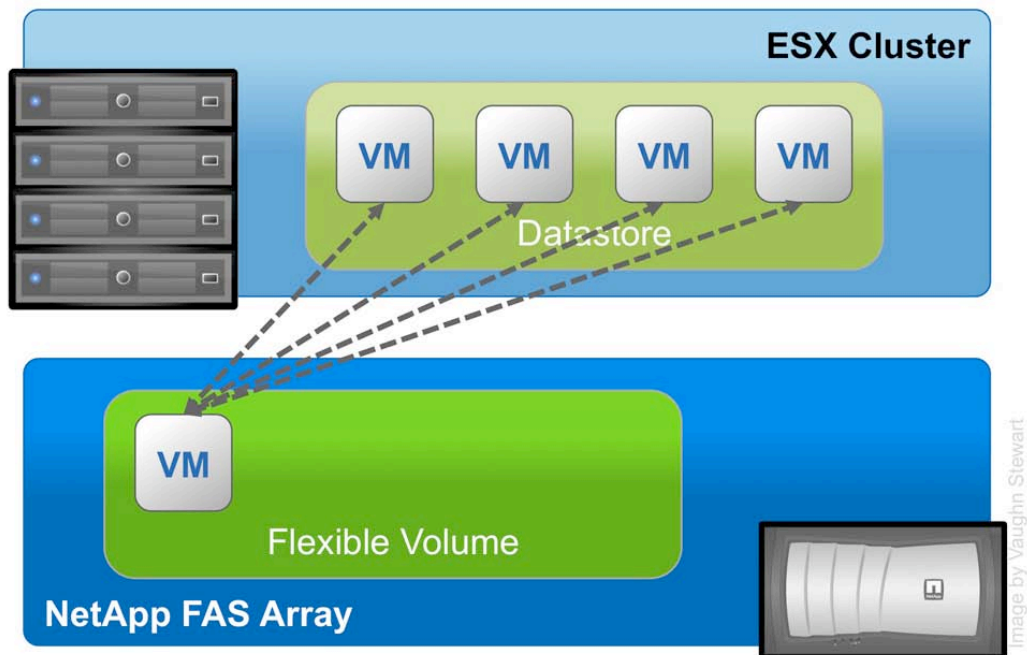 ESX Cluster
VM VM VM VM
Datastore
VM
Flexible Volume
NetApp FAS Array
Image by Vaughn Stewart